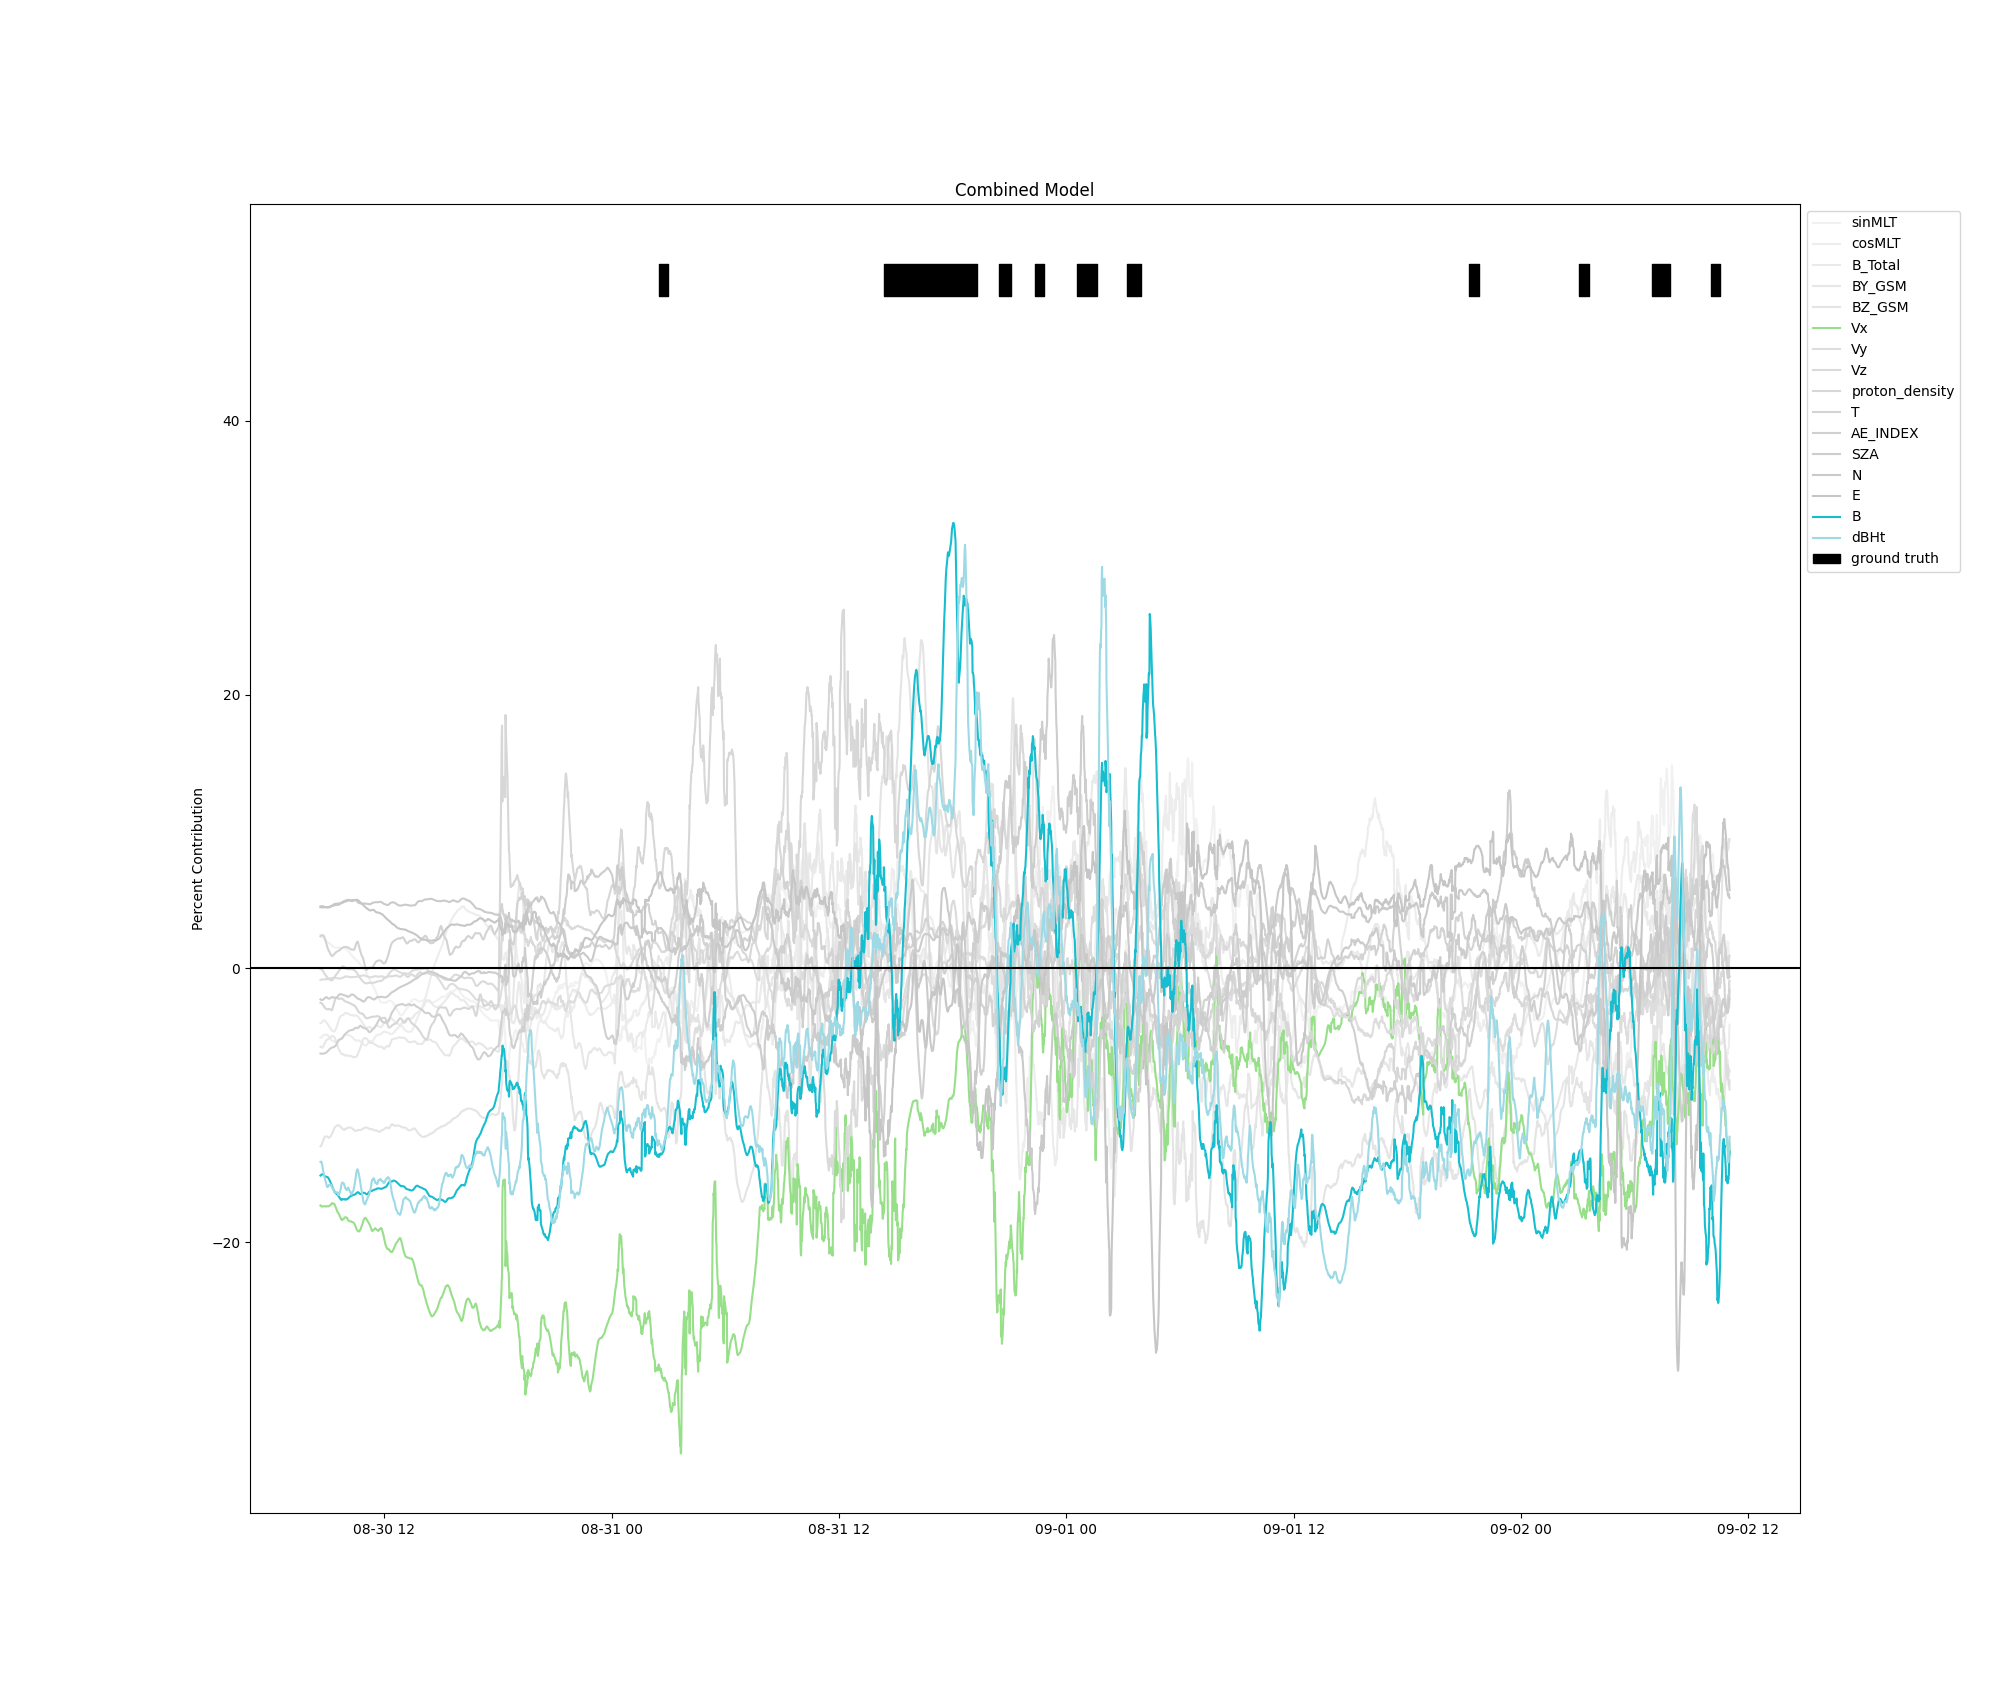 Combined Model
sinMLT
cosMLT
B_Total
BY_GSM
BZ_GSM
Vx
Vy
Vz
proton_density
T
AE_INDEX
SZA
N
E
B
dBHt
ground truth
40
20
0
−20
Percent Contribution
08-30 12
08-31 00
08-31 12
09-01 00
09-01 12
09-02 00
09-02 12